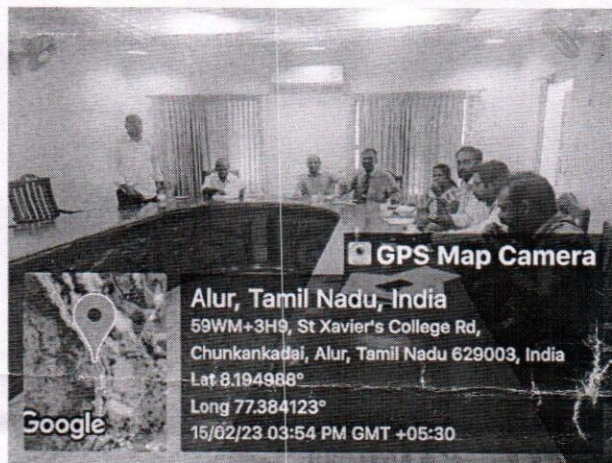 GPS Map Camera
Alur, Tamil Nadu, India
59WM+3H9, St Xavier's College Rd,
Chunkankadai, Alur, Tamil Nadu 629003, India
Lat 8.194988°
Long 77.384123°
15/02/23 03:54 PM GMT +05:30
Google